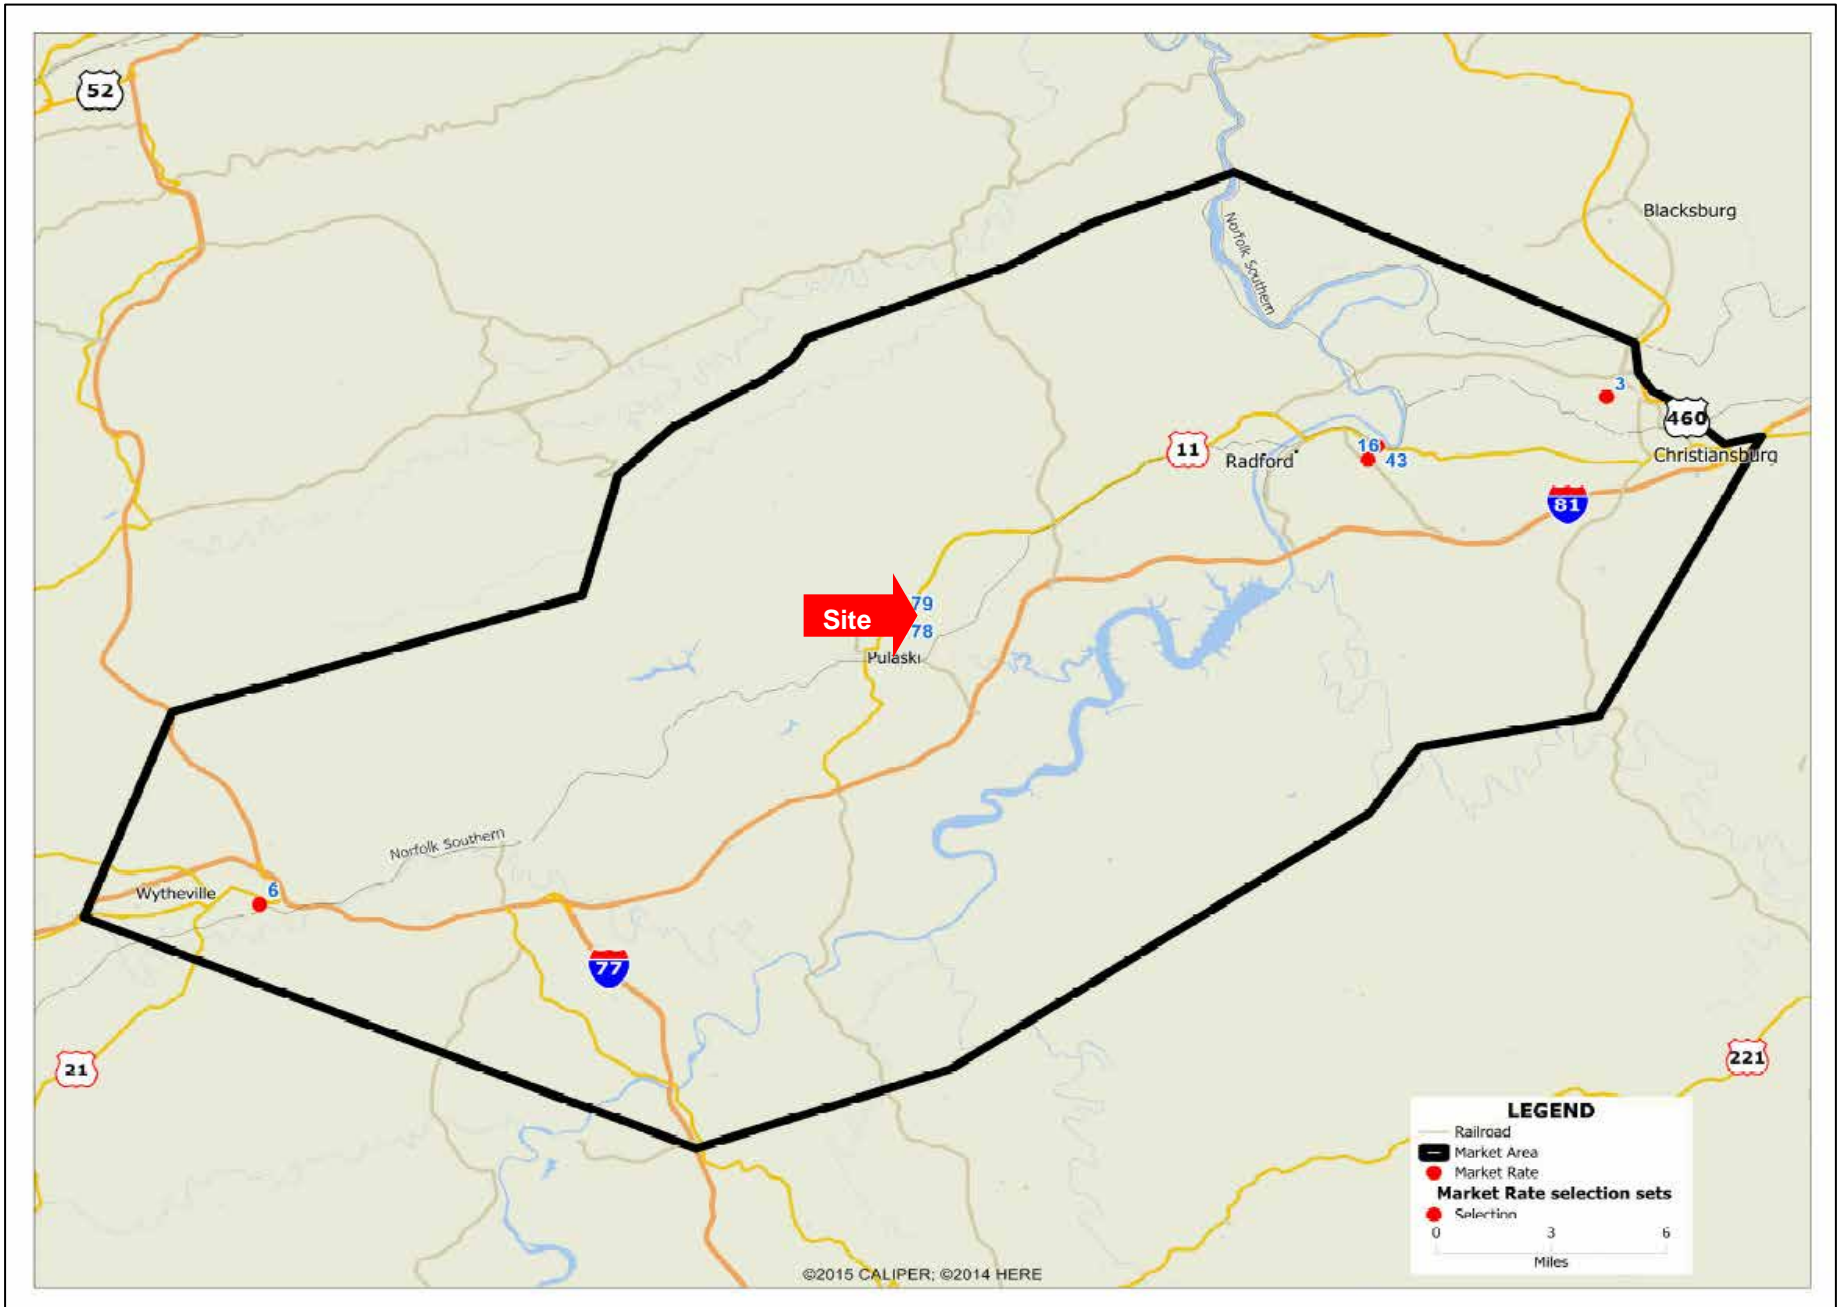 52
Blacksburg
Norfolk Southern
3
460
11
Radford
16
43
Christiansburg
81
79
Site
78
Pulaski
Norfolk Southern
Wytheville
6
77
21
221
LEGEND
Railroad
Market Area
Market Rate
Market Rate selection sets
Selection
0 3 6
Miles
©2015 CALIPER; ©2014 HERE